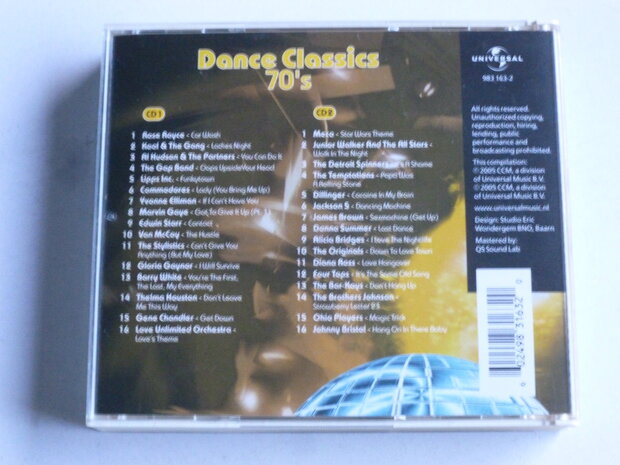 Dance Classics
70's
CD 1
1 Rose Royce - Car Wash
2 Kool & The Gang - Ladies Night
3 Al Hudson & The Partners - You Can Do It
4 The Gap Band - Oops Upside Your Head
5 Lipps Inc. - Funkytown
6 Commodores - Lady (You Bring Me Up)
7 Yvonne Elliman - If I Can't Have You
8 Marvin Gaye - Got To Give It Up (Pt. 1)
9 Edwin Starr - Contact
10 Van McCoy - The Hustle
11 The Stylistics - Can't Give You
Anything (But My Love)
12 Gloria Gaynor - I Will Survive
13 Barry White - You're The First,
The Last, My Everything
14 Thelma Houston - Don't Leave
Me This Way
15 Gene Chandler - Get Down
16 Love Unlimited Orchestra -
Love's Theme
CD 2
1 Meco - Star Wars Theme
2 Junior Walker And The All Stars -
Walk In The Night
3 The Detroit Spinners - It's A Shame
4 The Temptations - Papa Was
A Rolling Stone
5 Dillinger - Cocaine In My Brain
6 Jackson 5 - Dancing Machine
7 James Brown - Sexmachine (Get Up)
8 Donna Summer - Last Dance
9 Alicia Bridges - I Love The Nightlife
10 The Originals - Down To Love Town
11 Diana Ross - Love Hangover
12 Four Tops - It's The Same Old Song
13 The Bar-Kays - Don't Hang Up
14 The Brothers Johnson -
Strawberry Letter 23
15 Ohio Players - Magic Trick
16 Johnny Bristol - Hang On In There Baby
UNIVERSAL
983 163-2
All rights reserved.
Unauthorized copying,
reproduction, hiring,
lending, public
performance and
broadcasting prohibited.
This compilation:
℗ 2005 CCM, a division
of Universal Music B.V.
© 2005 CCM, a division
of Universal Music B.V.
www.universalmusic.nl
Design: Studio Eric
Wondergem BNO, Baarn
Mastered by:
QS Sound Lab
6 02498 31632 0